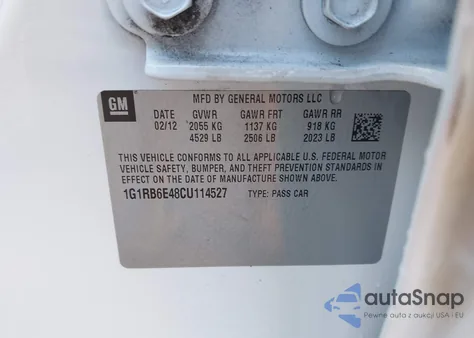 GM
MFD BY GENERAL MOTORS LLC
DATE GVWR GAWR FRT GAWR RR
02/12 2055 KG 1137 KG 918 KG
4529 LB 2506 LB 2023 LB
THIS VEHICLE CONFORMS TO ALL APPLICABLE U.S. FEDERAL MOTOR
VEHICLE SAFETY, BUMPER, AND THEFT PREVENTION STANDARDS
IN EFFECT ON THE DATE OF MANUFACTURE SHOWN ABOVE.
1G1RB6E48CU114527 TYPE: PASS CAR
autoSnap
Pewne auta z aukcji USA i EU